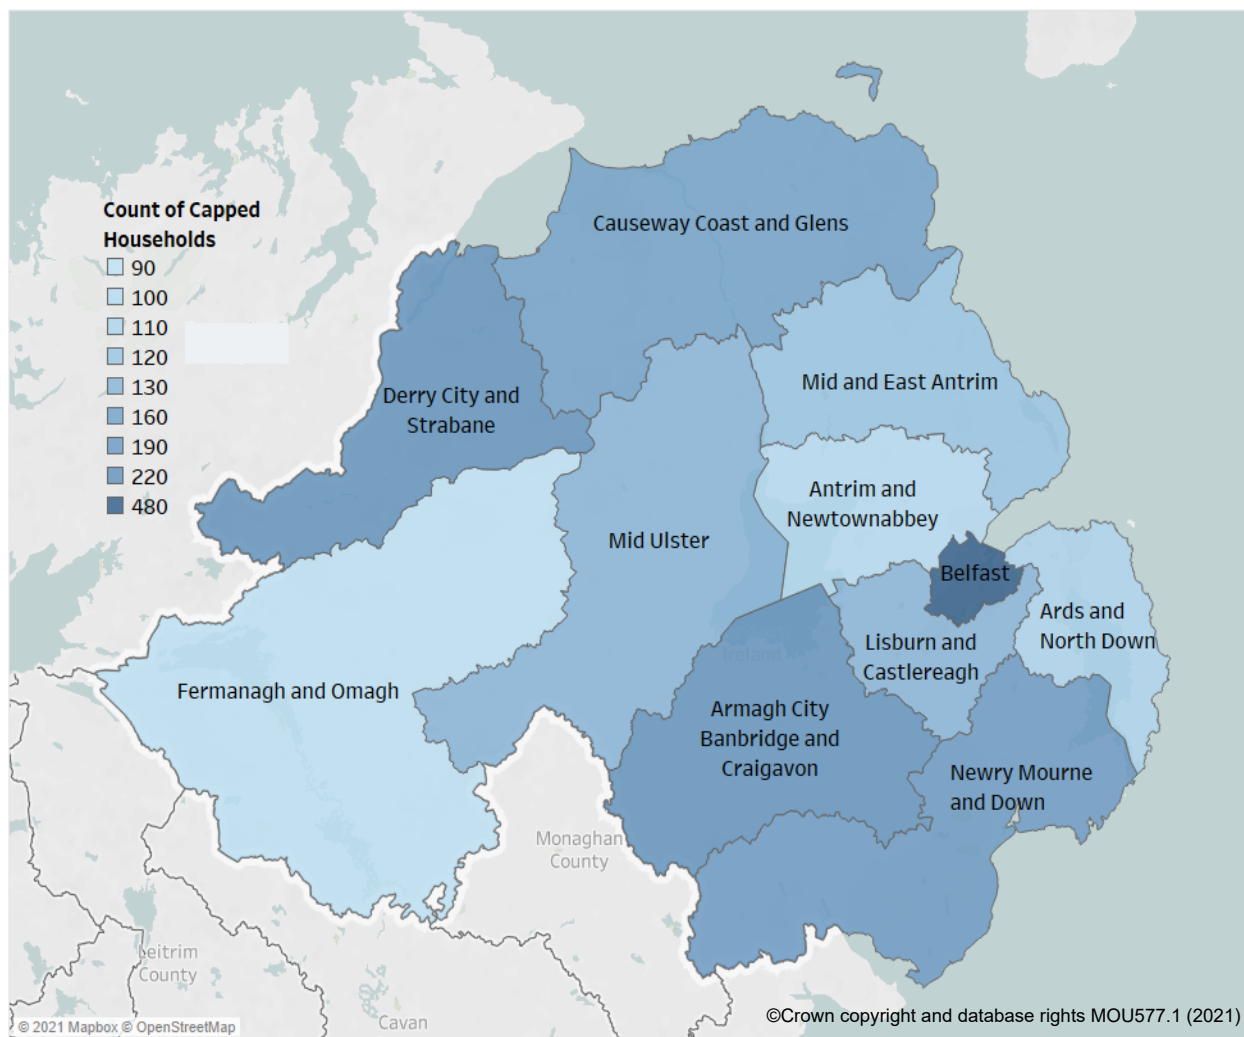 Count of Capped
Households
90
100
110
120
130
160
190
220
480
Causeway Coast and Glens
Derry City and
Strabane
Mid and East Antrim
Antrim and
Newtownabbey
Mid Ulster
Belfast
Ards and
North Down
Lisburn and
Castlereagh
Ireland
Fermanagh and Omagh
Armagh City
Banbridge and
Craigavon
Newry Mourne
and Down
Monaghan
County
Leitrim
County
Cavan
© 2021 Mapbox © OpenStreetMap
©Crown copyright and database rights MOU577.1 (2021)